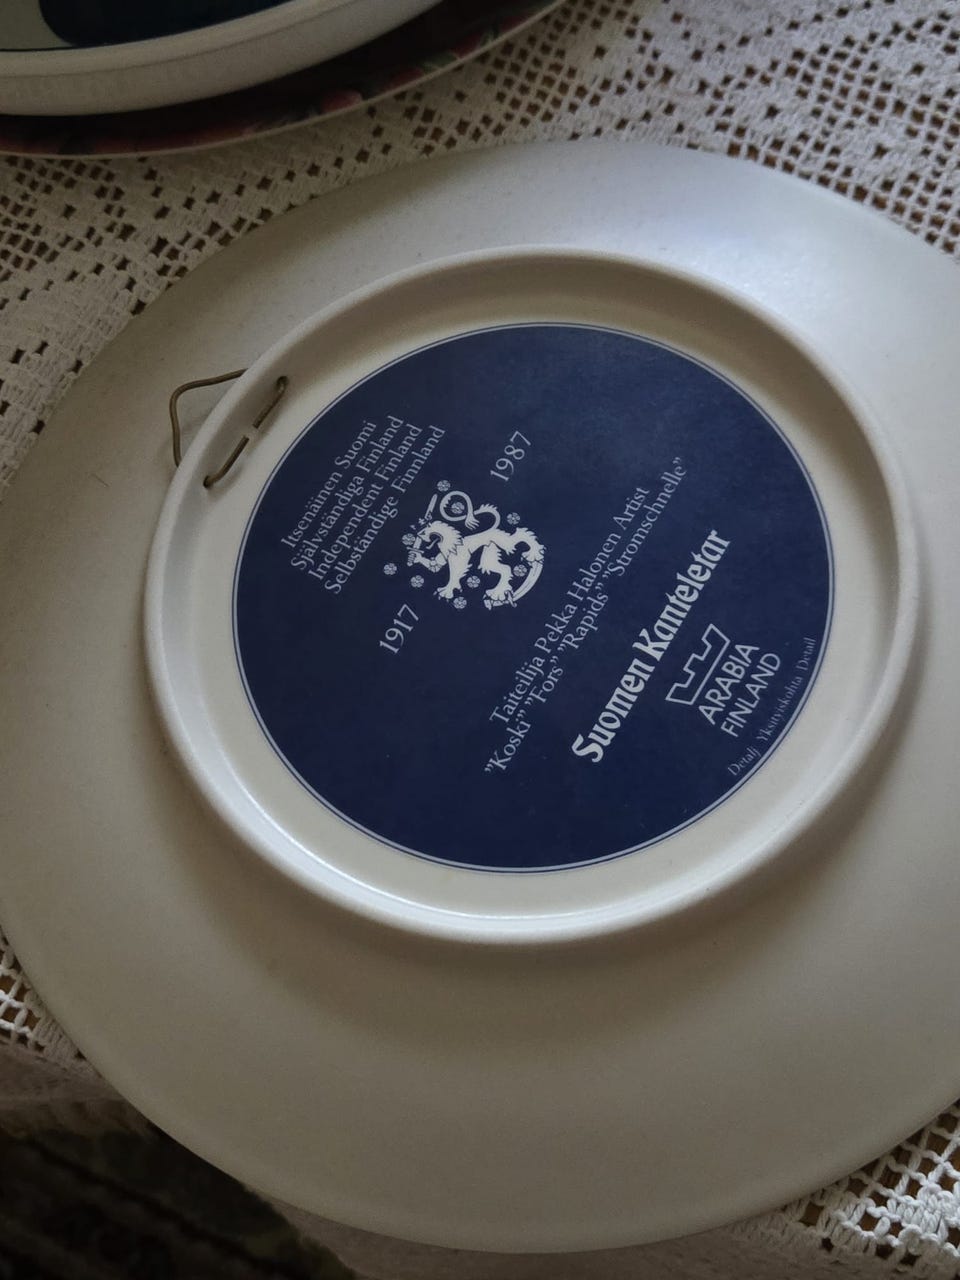 Itsenäinen Suomi
Självständiga Finland
Independent Finland
Selbständige Finnland
1917 1987
Taiteilija Pekka Halonen Artist
"Koski" "Fors" "Rapids" "Stromschnelle"
Suomen Kanteletar
ARABIA
FINLAND
Detalj Yksityiskohta Detail